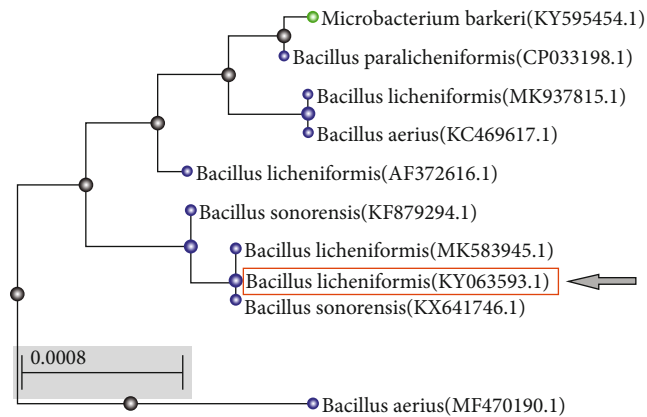 Microbacterium barkeri(KY595454.1)
Bacillus paralicheniformis(CP033198.1)
Bacillus licheniformis(MK937815.1)
Bacillus aerius(KC469617.1)
Bacillus licheniformis(AF372616.1)
Bacillus sonorensis(KF879294.1)
Bacillus licheniformis(MK583945.1)
Bacillus licheniformis(KY063593.1)
Bacillus sonorensis(KX641746.1)
0.0008
Bacillus aerius(MF470190.1)